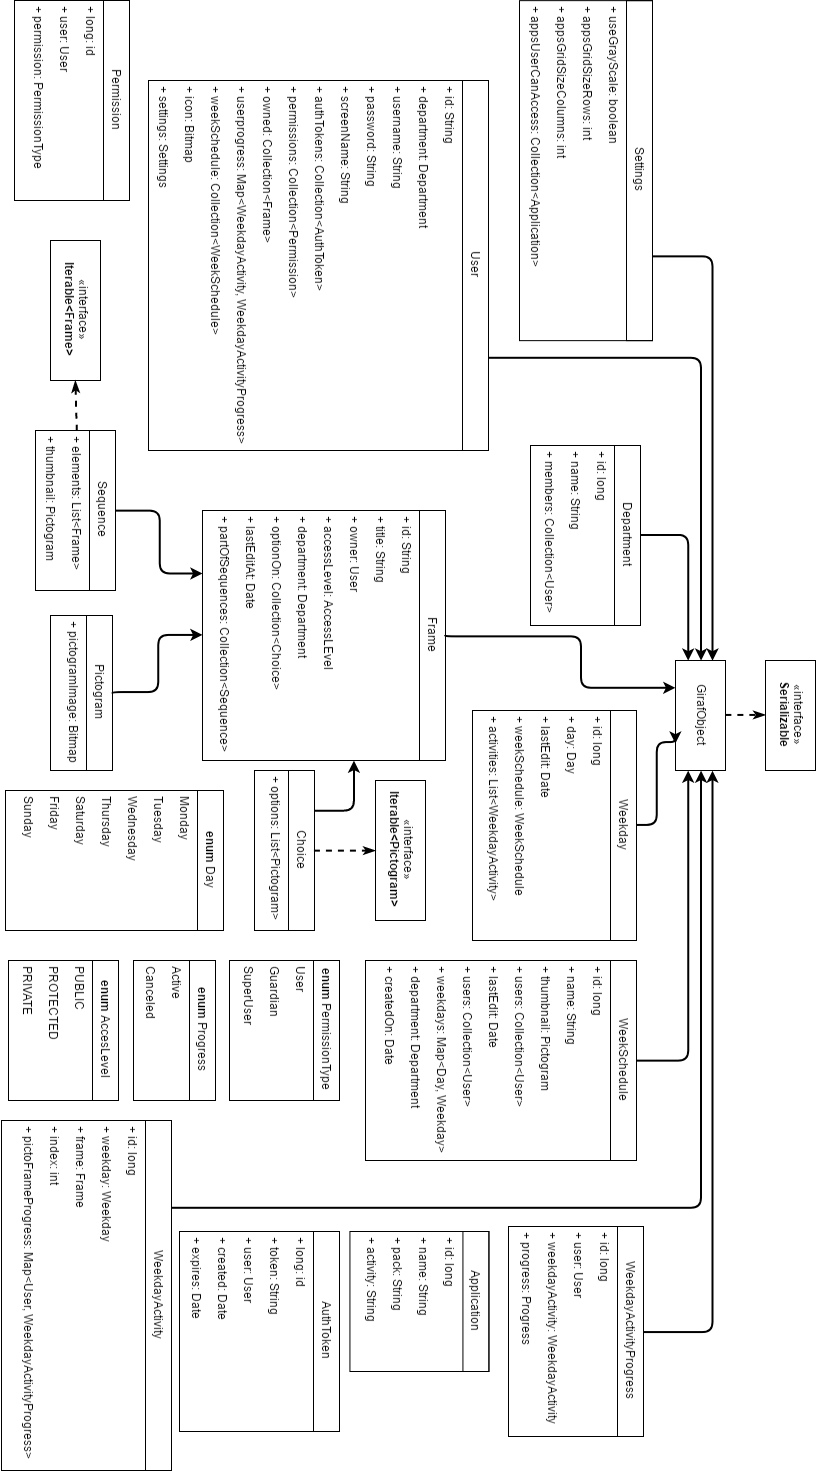 «interface»
Serializable
GirafObject
Settings
+ useGrayScale: boolean
+ appsGridSizeRows: int
+ appsGridSizeColumns: int
+ appsUserCanAccess: Collection<Application>
Department
+ id: long
+ name: String
+ members: Collection<User>
Weekday
+ id: long
+ day: Day
+ lastEdit: Date
+ weekSchedule: WeekSchedule
+ activities: List<WeekdayActivity>
WeekSchedule
+ id: long
+ name: String
+ thumbnail: Pictogram
+ users: Collection<User>
+ lastEdit: Date
+ users: Collection<User>
+ weekdays: Map<Day, Weekday>
+ department: Department
+ createdOn: Date
WeekdayActivityProgress
+ id: long
+ user: User
+ weekdayActivity: WeekdayActivity
+ progress: Progress
User
+ id: String
+ department: Department
+ username: String
+ password: String
+ screenName: String
+ authTokens: Collection<AuthToken>
+ permissions: Collection<Permission>
+ owned: Collection<Frame>
+ userprogress: Map<WeekdayActivity, WeekdayActivityProgress>
+ weekSchedule: Collection<WeekSchedule>
+ icon: Bitmap
+ settings: Settings
Frame
+ id: String
+ title: String
+ owner: User
+ accessLevel: AccessLEvel
+ department: Department
+ optionOn: Collection<Choice>
+ lastEditAt: Date
+ partOfSequences: Collection<Sequence>
«interface»
Iterable<Pictogram>
Choice
+ options: List<Pictogram>
Application
+ id: long
+ name: String
+ pack: String
+ activity: String
enum PermissionType
User
Guardian
SuperUser
AuthToken
+ long: id
+ token: String
+ user: User
+ created: Date
+ expires: Date
enum Day
Monday
Tuesday
Wednesday
Thursday
Saturday
Friday
Sunday
enum Progress
Active
Canceled
WeekdayActivity
+ id: long
+ weekday: Weekday
+ frame: Frame
+ index: int
+ pictoFrameProgress: Map<User, WeekdayActivityProgress>
Permission
+ long: id
+ user: User
+ permission: PermissionType
«interface»
Iterable<Frame>
Sequence
+ elements: List<Frame>
+ thumbnail: Pictogram
Pictogram
+ pictogramImage: Bitmap
enum AccesLevel
PUBLIC
PROTECTED
PRIVATE